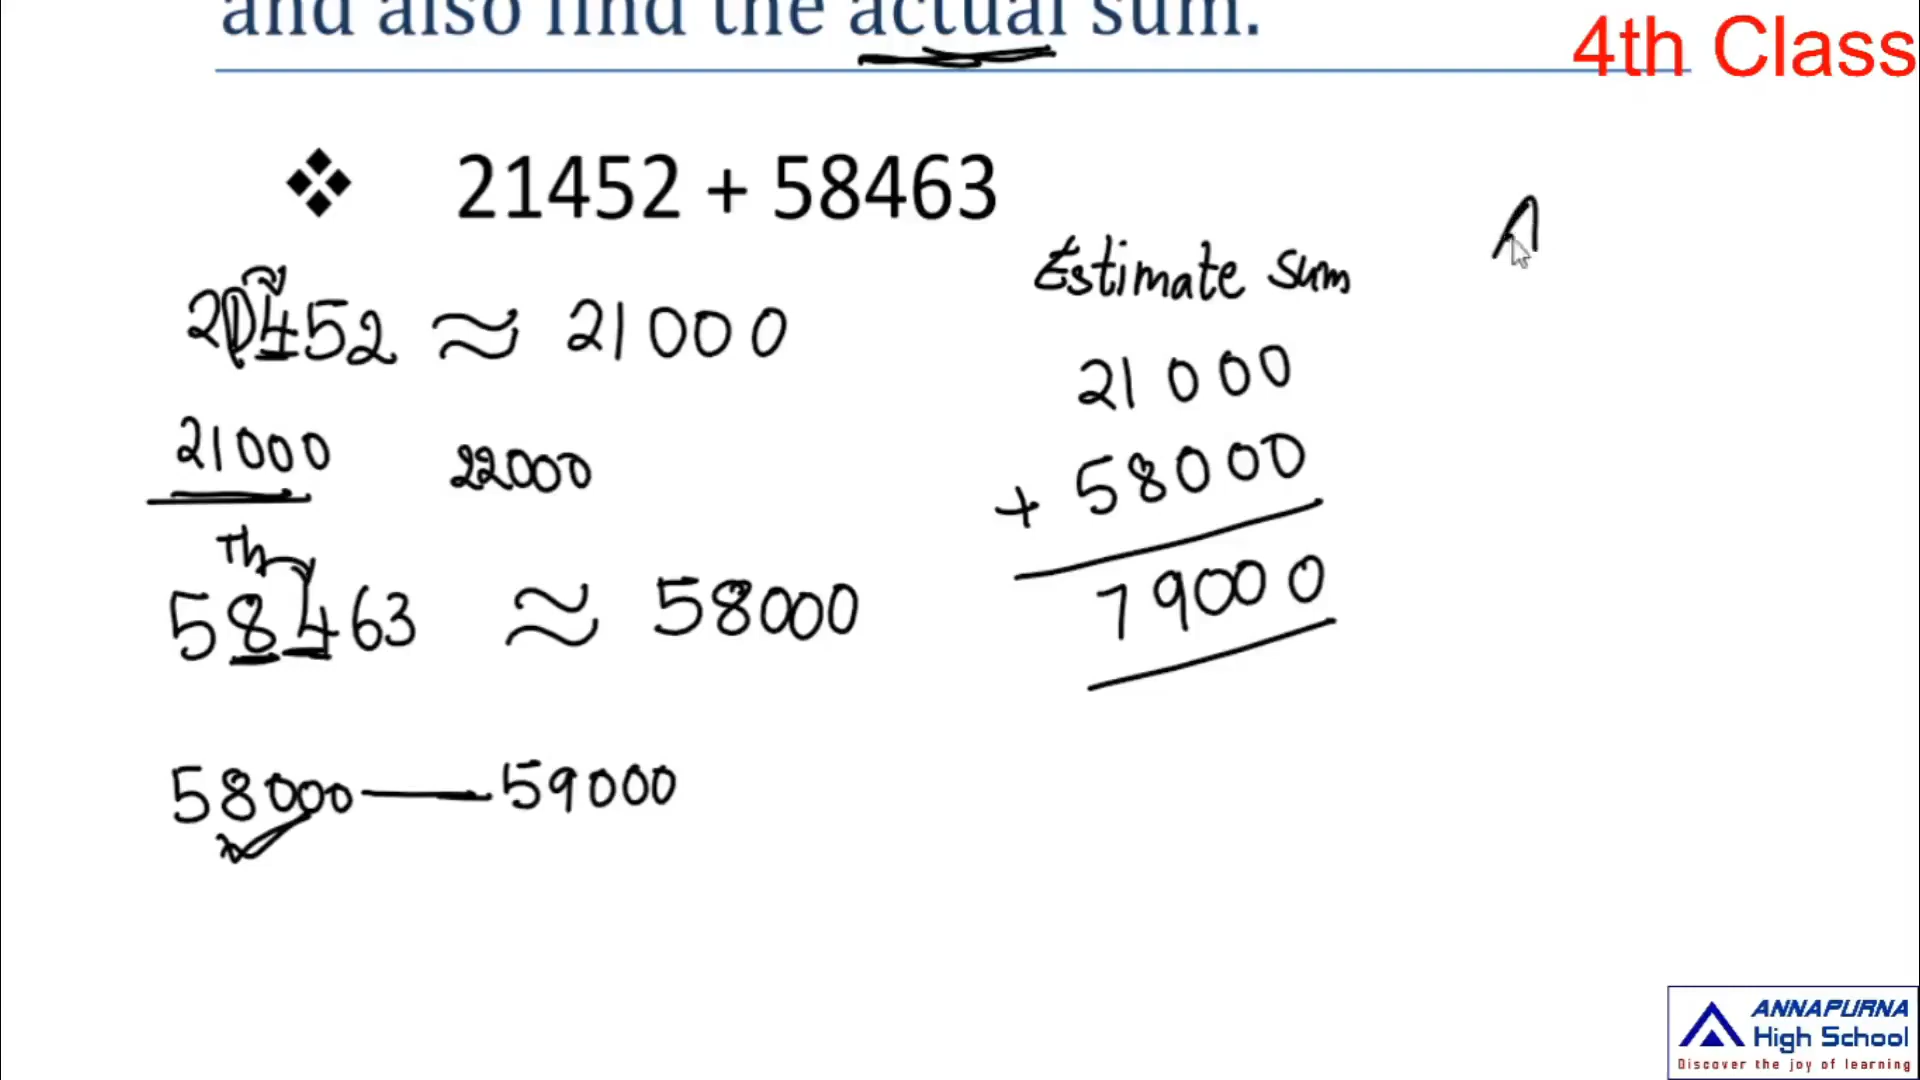 and also find the actual sum.
4th Class
❖ 21452 + 58463
21452 ≈ 21000
21000 22000
Th
58463 ≈ 58000
58000 — 59000
Estimate sum
21000
+ 58000
79000
A
ANNAPURNA
High School
Discover the joy of learning